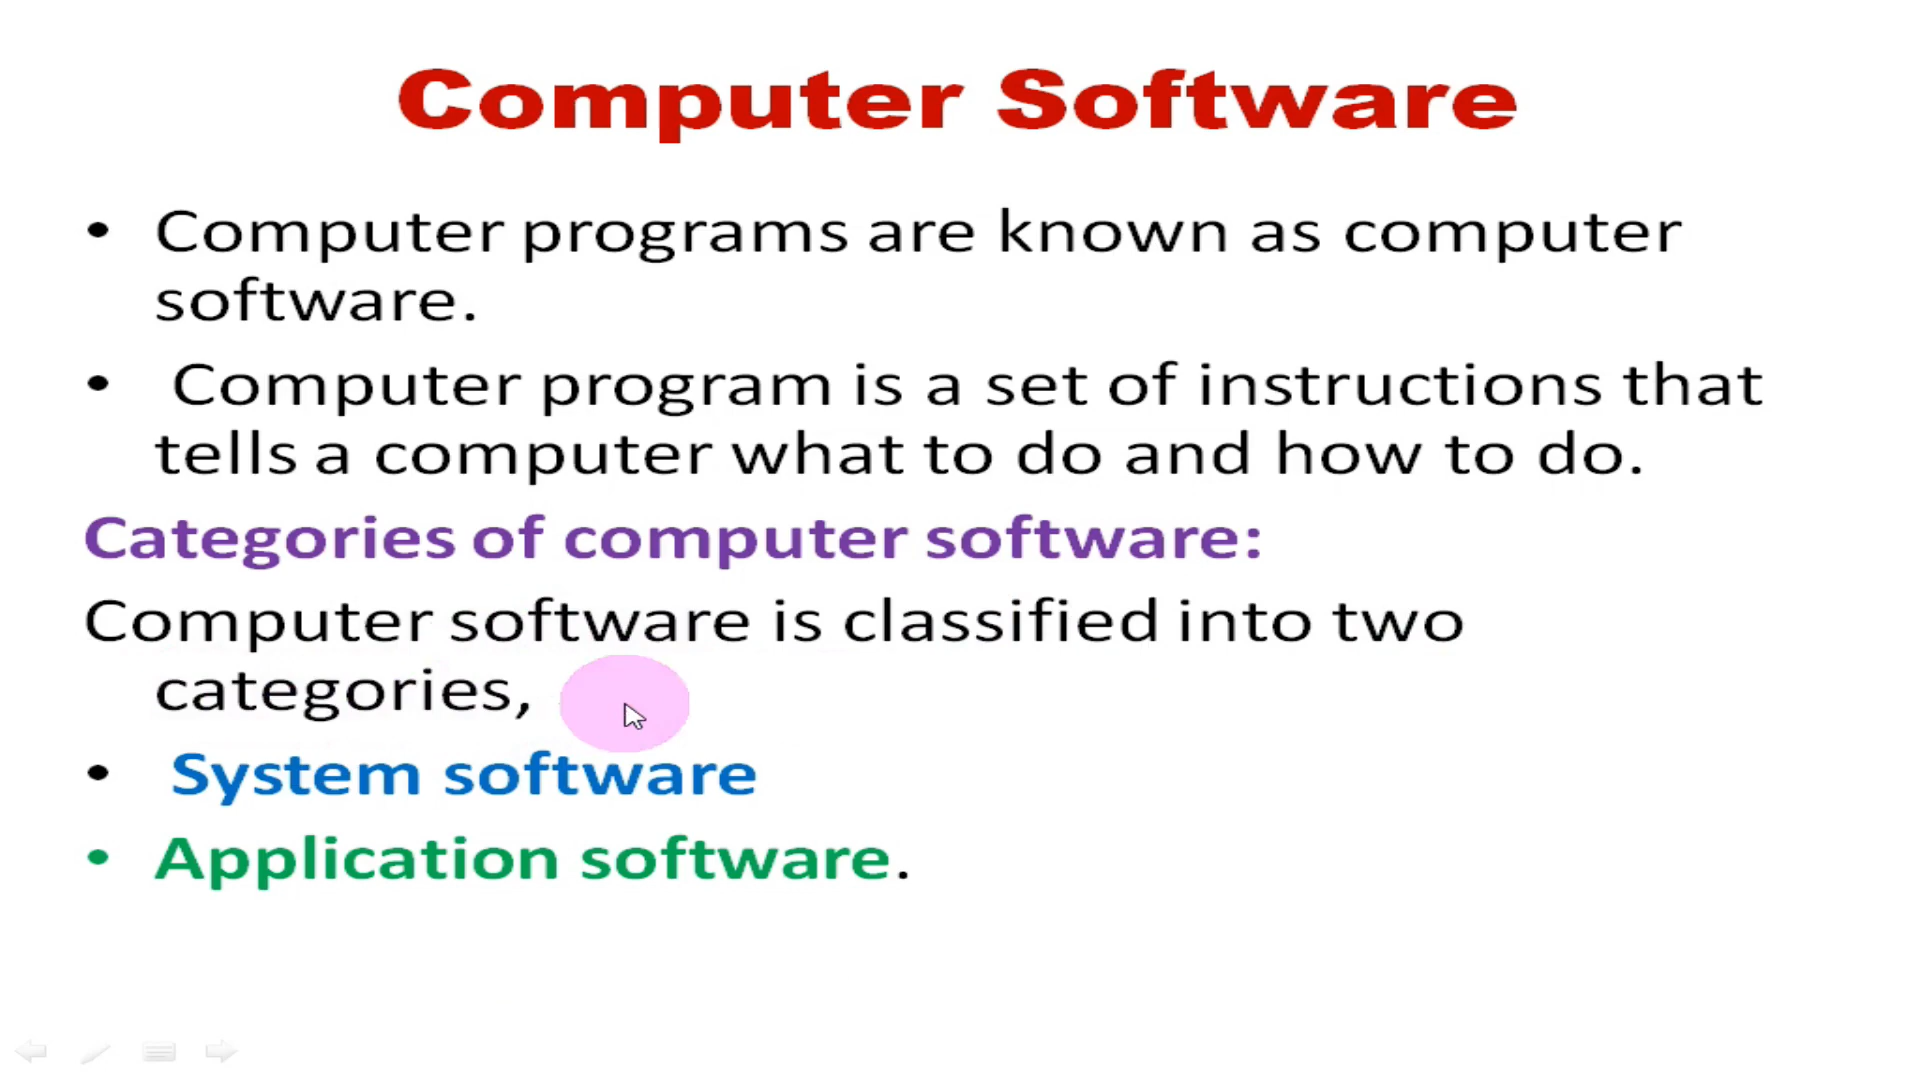 Computer Software
• Computer programs are known as computer
software.
• Computer program is a set of instructions that
tells a computer what to do and how to do.
Categories of computer software:
Computer software is classified into two
categories,
• System software
• Application software.